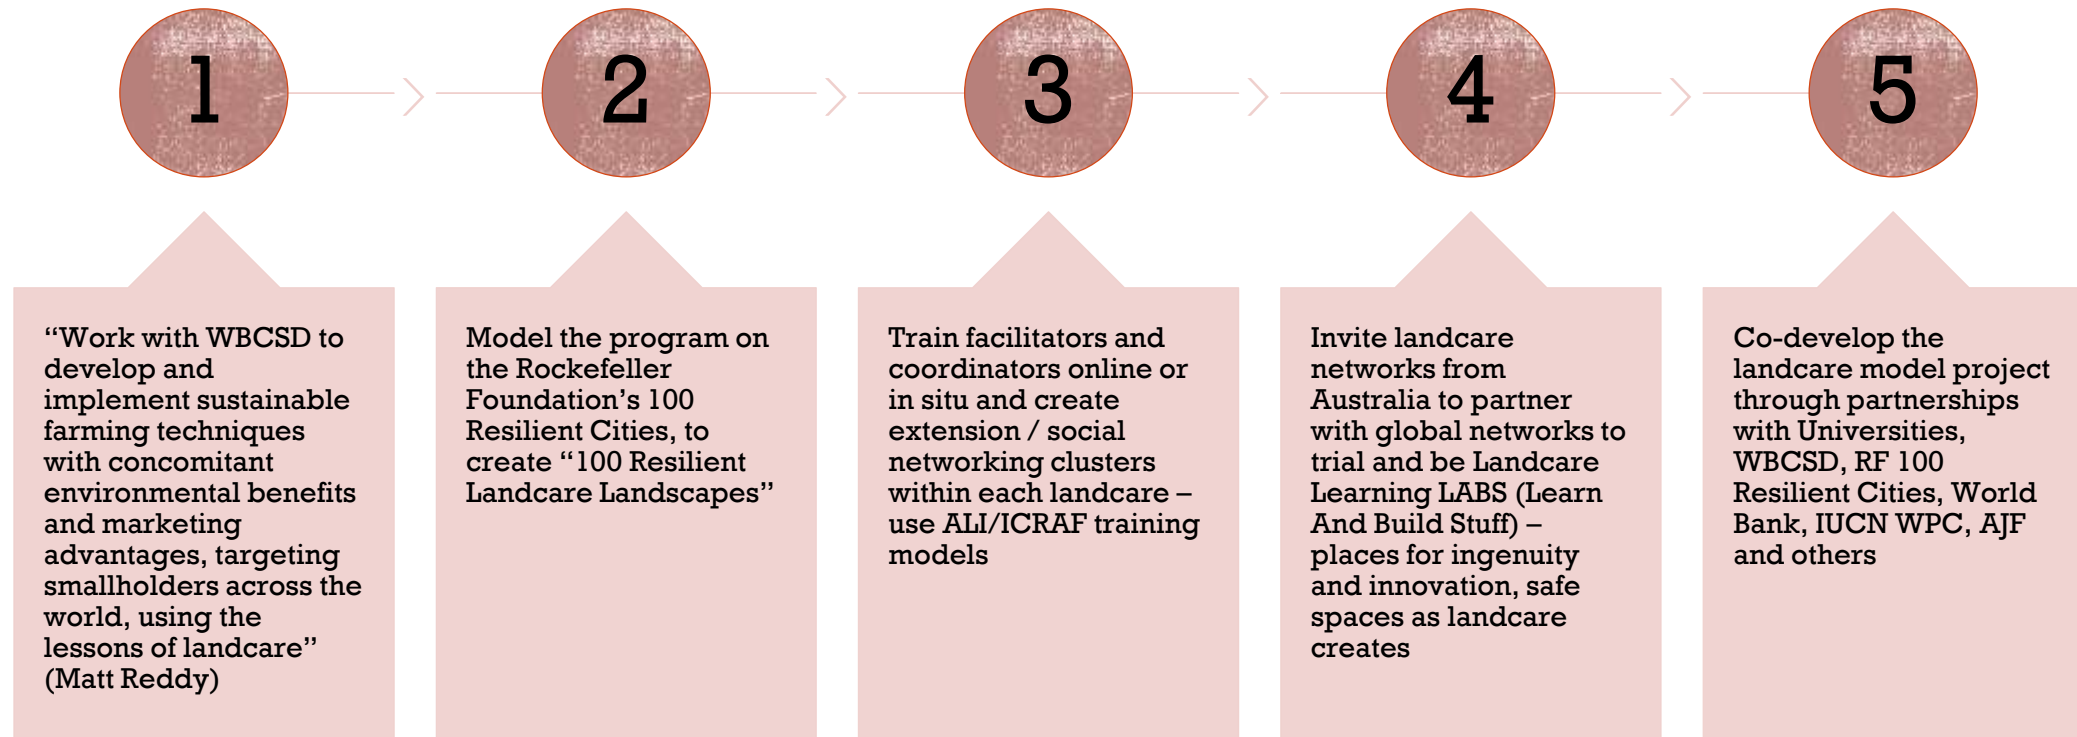 1
“Work with WBCSD to
develop and
implement sustainable
farming techniques
with concomitant
environmental benefits
and marketing
advantages, targeting
smallholders across the
world, using the
lessons of landcare”
(Matt Reddy)
2
Model the program on
the Rockefeller
Foundation’s 100
Resilient Cities, to
create “100 Resilient
Landcare Landscapes”
3
Train facilitators and
coordinators online or
in situ and create
extension / social
networking clusters
within each landcare –
use ALI/ICRAF training
models
4
Invite landcare
networks from
Australia to partner
with global networks to
trial and be Landcare
Learning LABS (Learn
And Build Stuff) –
places for ingenuity
and innovation, safe
spaces as landcare
creates
5
Co-develop the
landcare model project
through partnerships
with Universities,
WBCSD, RF 100
Resilient Cities, World
Bank, IUCN WPC, AJF
and others